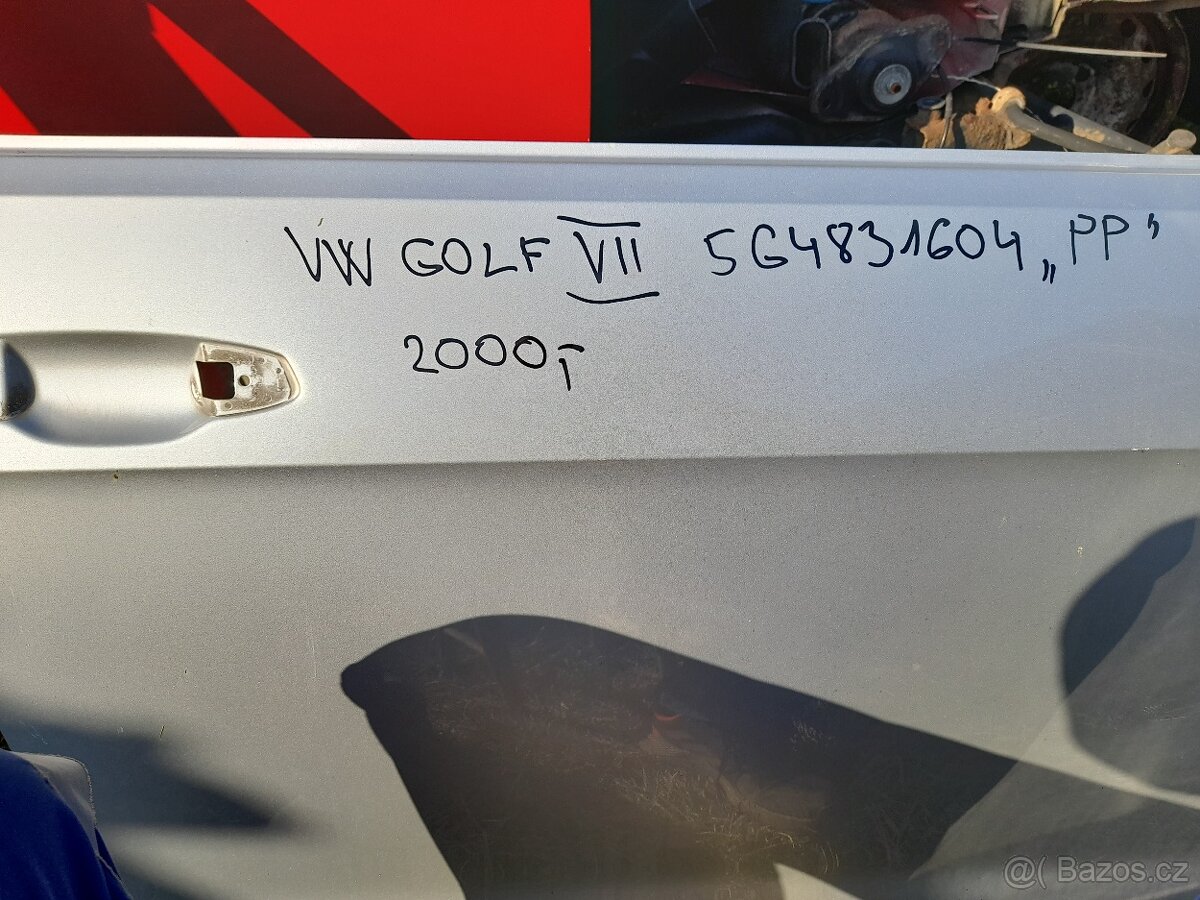 VW GOLF VII 5G4831604 „PP"
2000,-
@( Bazos.cz